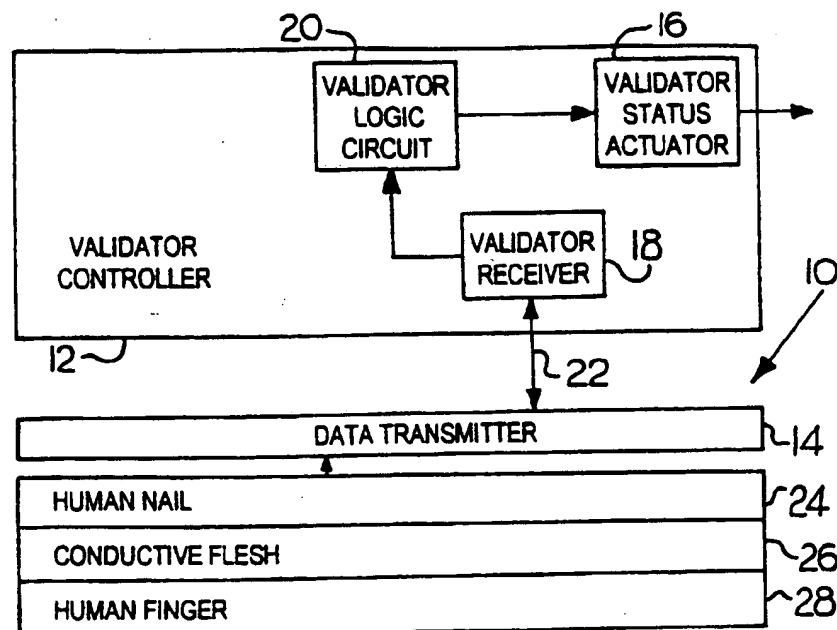 20
16
VALIDATOR
LOGIC
CIRCUIT
VALIDATOR
STATUS
ACTUATOR
VALIDATOR
CONTROLLER
VALIDATOR
RECEIVER
18
10
12
22
DATA TRANSMITTER
14
HUMAN NAIL
24
CONDUCTIVE FLESH
26
HUMAN FINGER
28